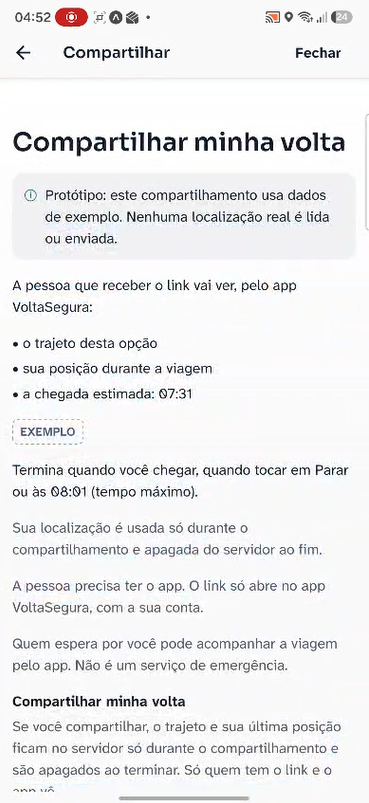 04:52
24
Compartilhar
Fechar
Compartilhar minha volta
Protótipo: este compartilhamento usa dados
de exemplo. Nenhuma localização real é lida
ou enviada.
A pessoa que receber o link vai ver, pelo app
VoltaSegura:
• o trajeto desta opção
• sua posição durante a viagem
• a chegada estimada: 07:31
EXEMPLO
Termina quando você chegar, quando tocar em Parar
ou às 08:01 (tempo máximo).
Sua localização é usada só durante o
compartilhamento e apagada do servidor ao fim.
A pessoa precisa ter o app. O link só abre no app
VoltaSegura, com a sua conta.
Quem espera por você pode acompanhar a viagem
pelo app. Não é um serviço de emergência.
Compartilhar minha volta
Se você compartilhar, o trajeto e sua última posição
ficam no servidor só durante o compartilhamento e
são apagados ao terminar. Só quem tem o link e o
app vê